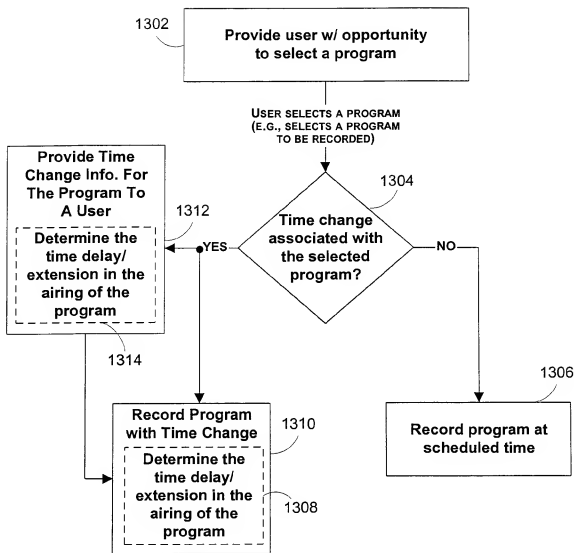 1302
Provide user w/ opportunity
to select a program
USER SELECTS A PROGRAM
(E.G., SELECTS A PROGRAM
TO BE RECORDED)
Provide Time
Change Info. For
The Program To
A User
1312
Determine the
time delay/
extension in the
airing of the
program
1314
1304
Time change
associated with
the selected
program?
YES
NO
1306
Record program at
scheduled time
Record Program
with Time Change
1310
Determine the
time delay/
extension in the
airing of the
program
1308